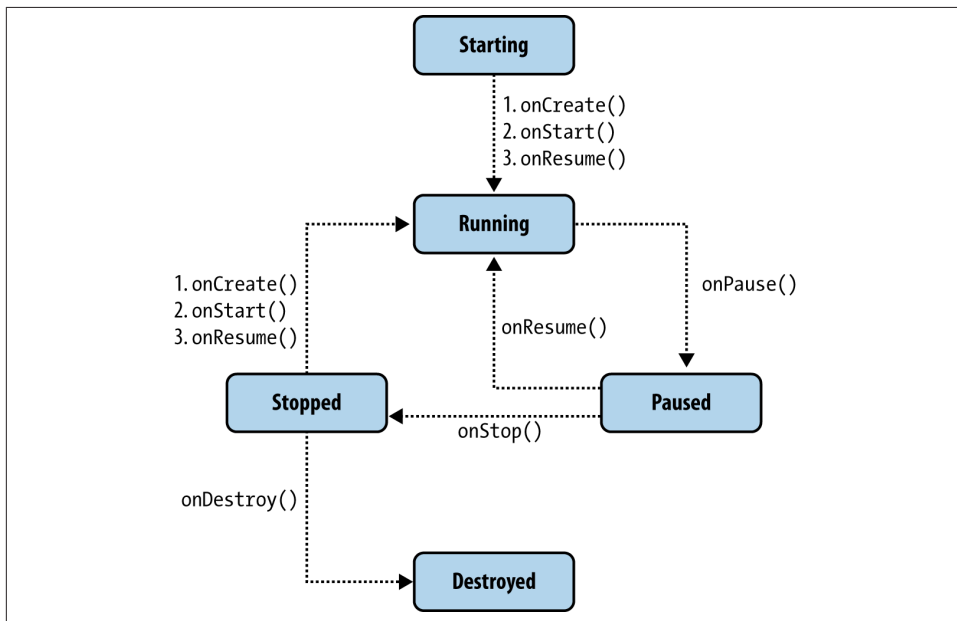 Starting
1. onCreate()
2. onStart()
3. onResume()
Running
1. onCreate()
2. onStart()
3. onResume()
onResume()
onPause()
Stopped
Paused
onStop()
onDestroy()
Destroyed